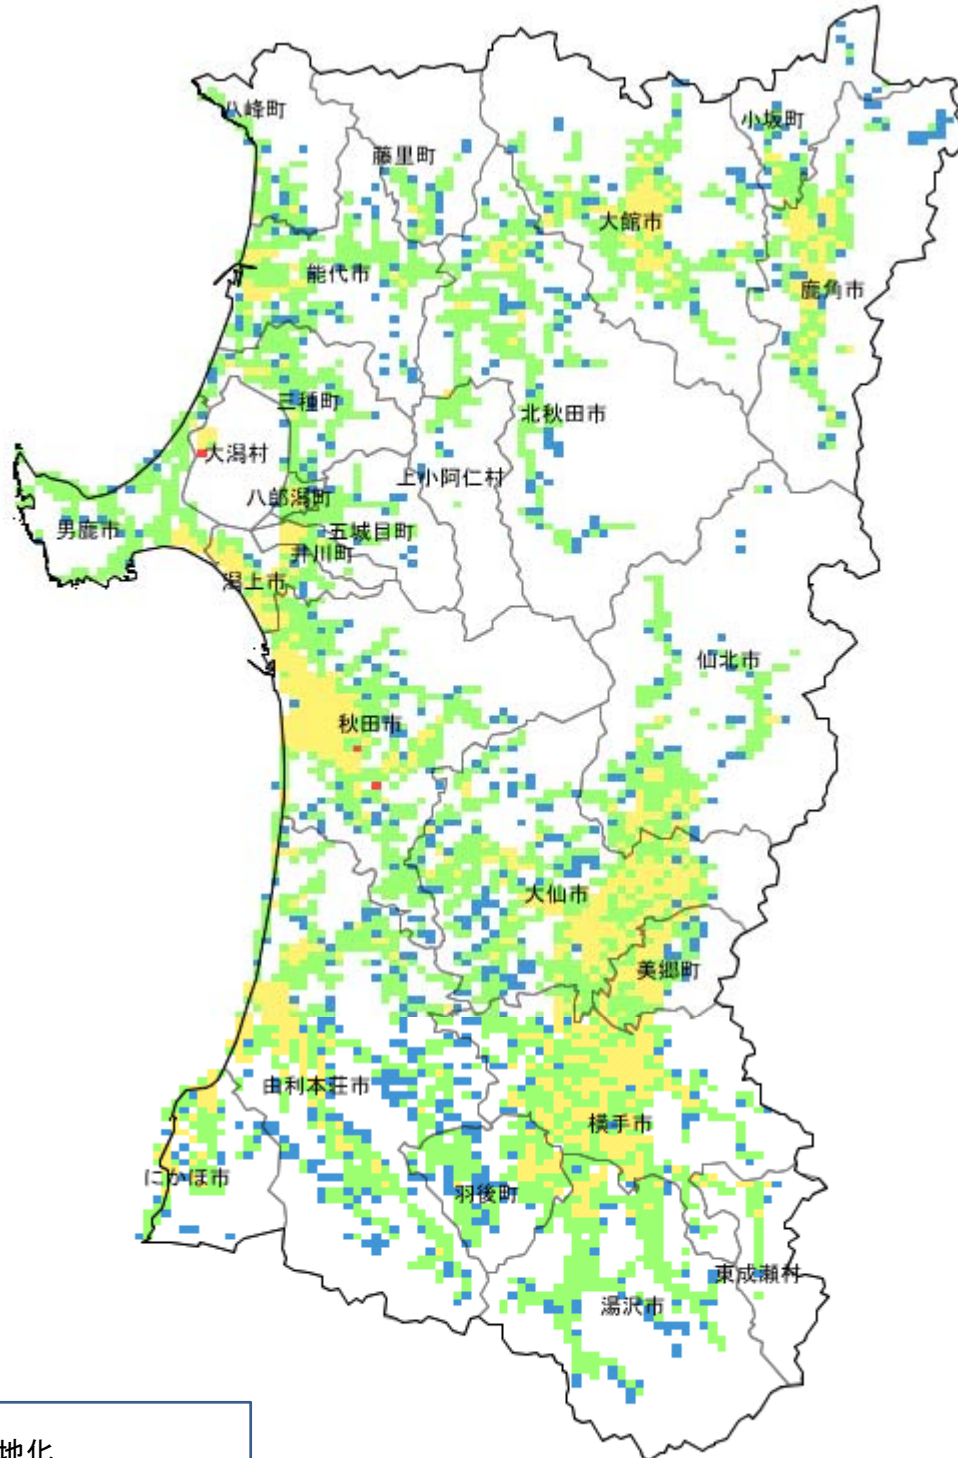 八峰町
小坂町
藤里町
大館市
能代市
鹿角市
三種町
北秋田市
大潟村
上小阿仁村
八郎潟町
男鹿市
五城目町
井川町
潟上市
仙北市
秋田市
大仙市
美郷町
由利本荘市
横手市
にかほ市
羽後町
東成瀬村
湯沢市
地化